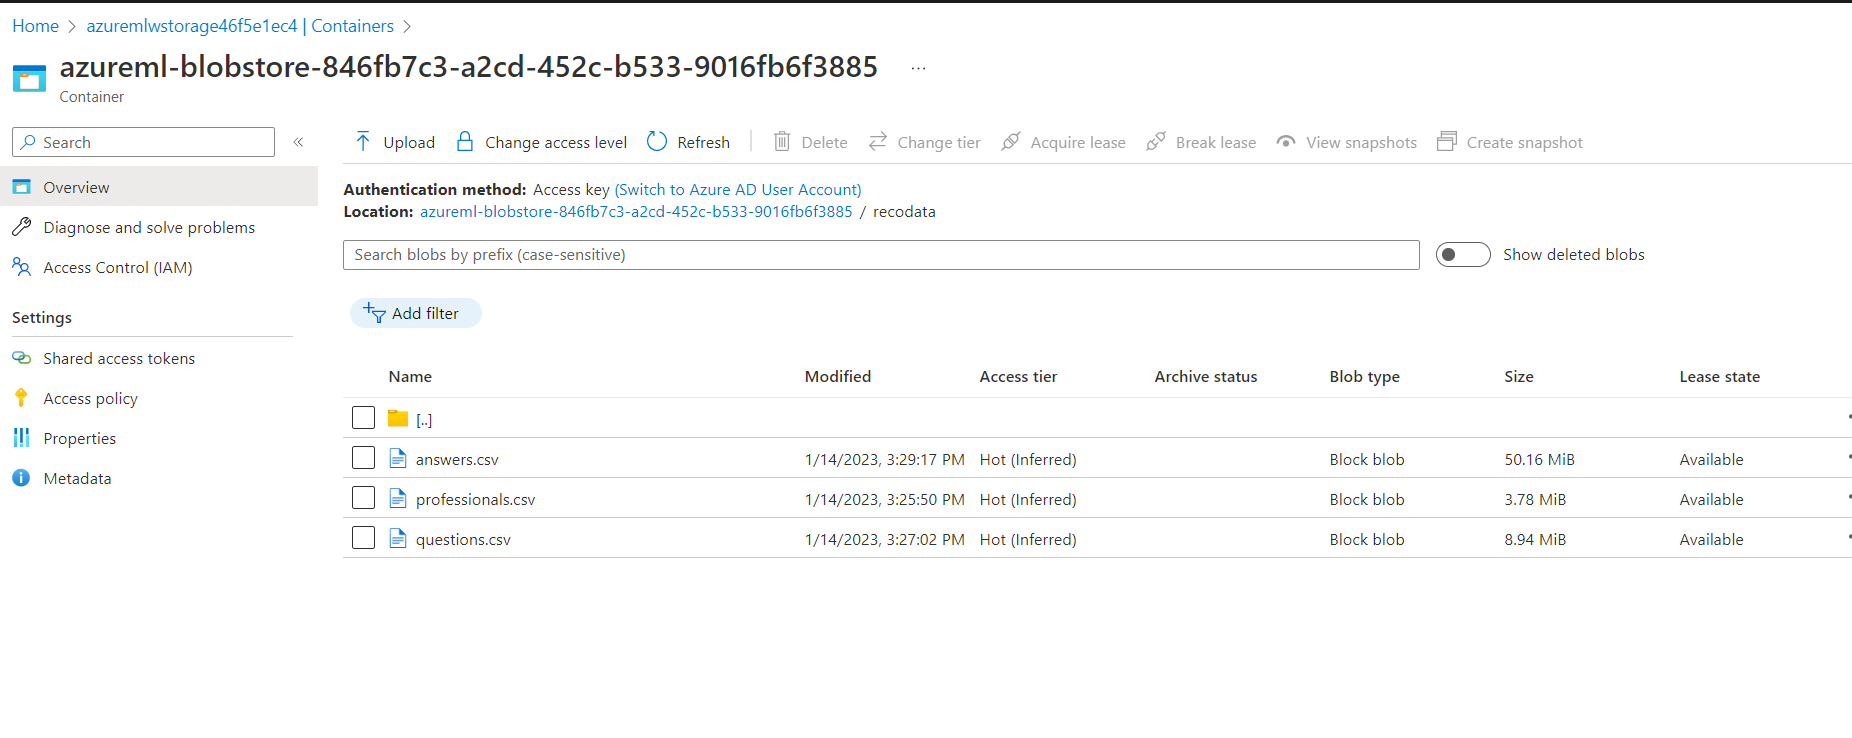 Home > azuremlwstorage46f5e1ec4 | Containers >
azureml-blobstore-846fb7c3-a2cd-452c-b533-9016fb6f3885 ...
Container
Search «
Upload Change access level Refresh | Delete Change tier Acquire lease Break lease View snapshots Create snapshot
Overview
Diagnose and solve problems
Access Control (IAM)
Settings
Shared access tokens
Access policy
Properties
Metadata
Authentication method: Access key (Switch to Azure AD User Account)
Location: azureml-blobstore-846fb7c3-a2cd-452c-b533-9016fb6f3885 / recodata
Search blobs by prefix (case-sensitive) Show deleted blobs
Add filter
Name Modified Access tier Archive status Blob type Size Lease state
[..]
answers.csv 1/14/2023, 3:29:17 PM Hot (Inferred) Block blob 50.16 MiB Available
professionals.csv 1/14/2023, 3:25:50 PM Hot (Inferred) Block blob 3.78 MiB Available
questions.csv 1/14/2023, 3:27:02 PM Hot (Inferred) Block blob 8.94 MiB Available